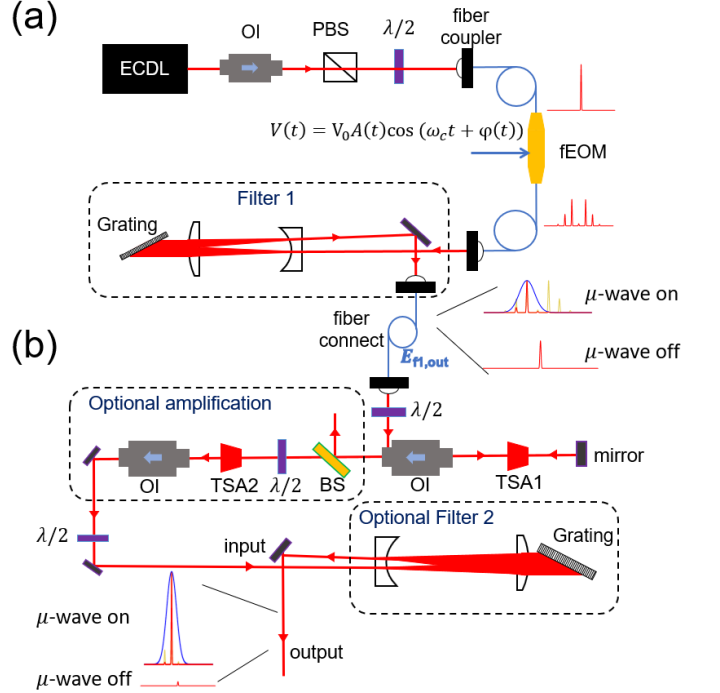 (a)
OI
PBS
λ/2
fiber
coupler
ECDL
V(t) = V₀A(t)cos (ω_c t + φ(t))
fEOM
Filter 1
Grating
fiber
connect
E_f1,out
μ-wave on
μ-wave off
(b)
Optional amplification
λ/2
OI
TSA2
λ/2
BS
OI
TSA1
mirror
λ/2
input
Optional Filter 2
Grating
μ-wave on
output
μ-wave off